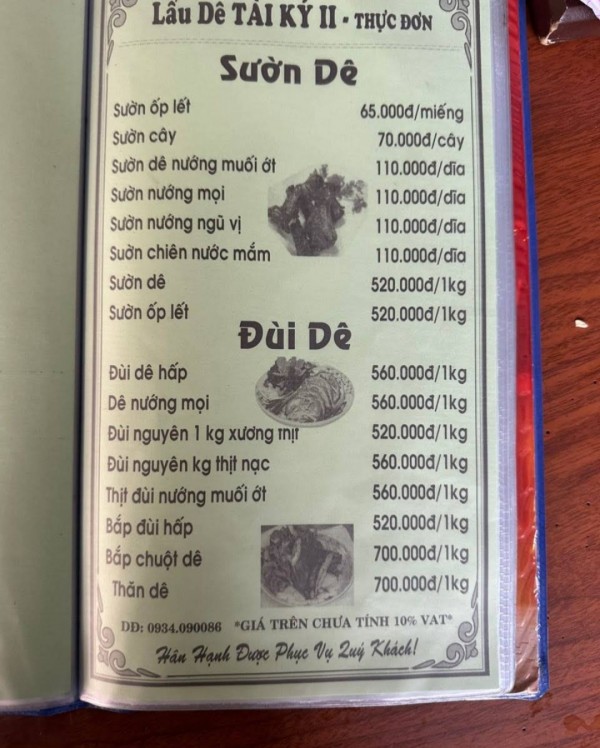 Lẩu Dê TÀI KÝ II - THỰC ĐƠN
Sườn Dê
Sườn ốp lết 65.000đ/miếng
Sườn cây 70.000đ/cây
Sườn dê nướng muối ớt 110.000đ/dĩa
Sườn nướng mọi 110.000đ/dĩa
Sườn nướng ngũ vị 110.000đ/dĩa
Sườn chiên nước mắm 110.000đ/dĩa
Sườn dê 520.000đ/1kg
Sườn ốp lết 520.000đ/1kg
Đùi Dê
Đùi dê hấp 560.000đ/1kg
Dê nướng mọi 560.000đ/1kg
Đùi nguyên 1 kg xương thịt 520.000đ/1kg
Đùi nguyên kg thịt nạc 560.000đ/1kg
Thịt đùi nướng muối ớt 560.000đ/1kg
Bắp đùi hấp 520.000đ/1kg
Bắp chuột dê 700.000đ/1kg
Thăn dê 700.000đ/1kg
DĐ: 0934.090086 *GIÁ TRÊN CHƯA TÍNH 10% VAT*
Hân Hạnh Được Phục Vụ Quý Khách!